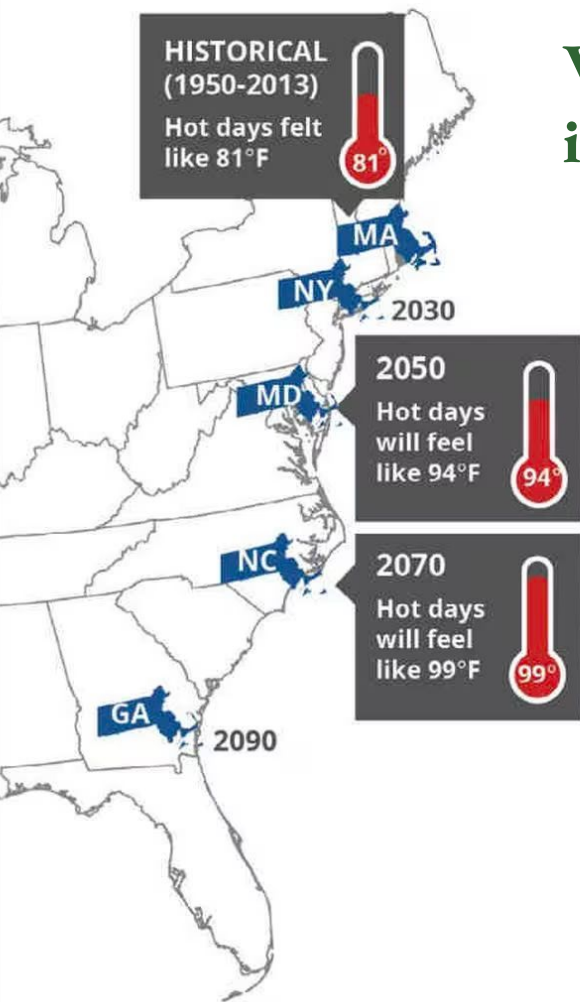 HISTORICAL
(1950-2013)
Hot days felt
like 81°F
81°
MA
NY
2030
MD
2050
Hot days
will feel
like 94°F
94°
NC
2070
Hot days
will feel
like 99°F
99°
GA
2090